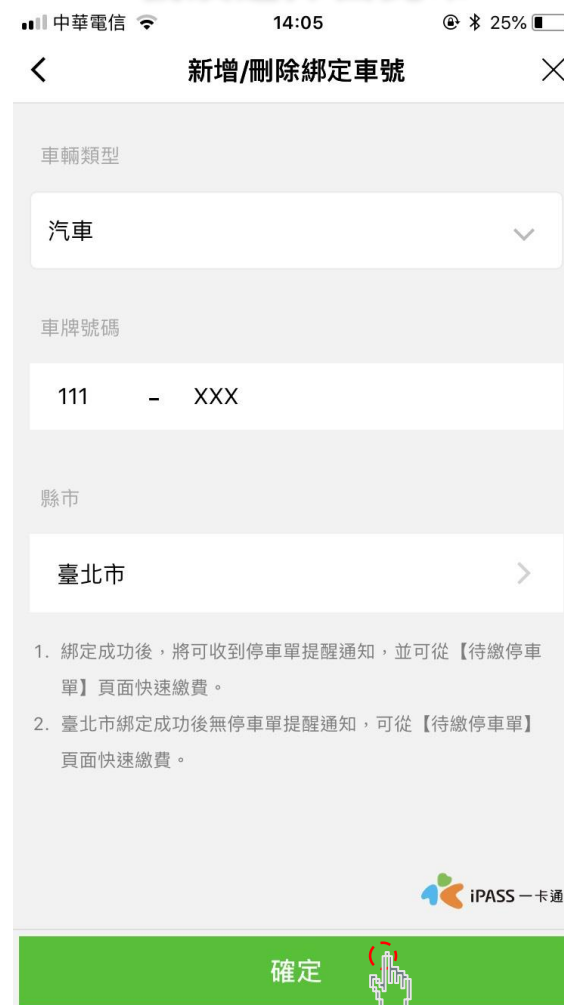 中華電信 14:05 25%
新增/刪除綁定車號
車輛類型
汽車
車牌號碼
111 - XXX
縣市
臺北市
1. 綁定成功後，將可收到停車單提醒通知，並可從【待繳停車
單】頁面快速繳費。
2. 臺北市綁定成功後無停車單提醒通知，可從【待繳停車單】
頁面快速繳費。
iPASS 一卡通
確定